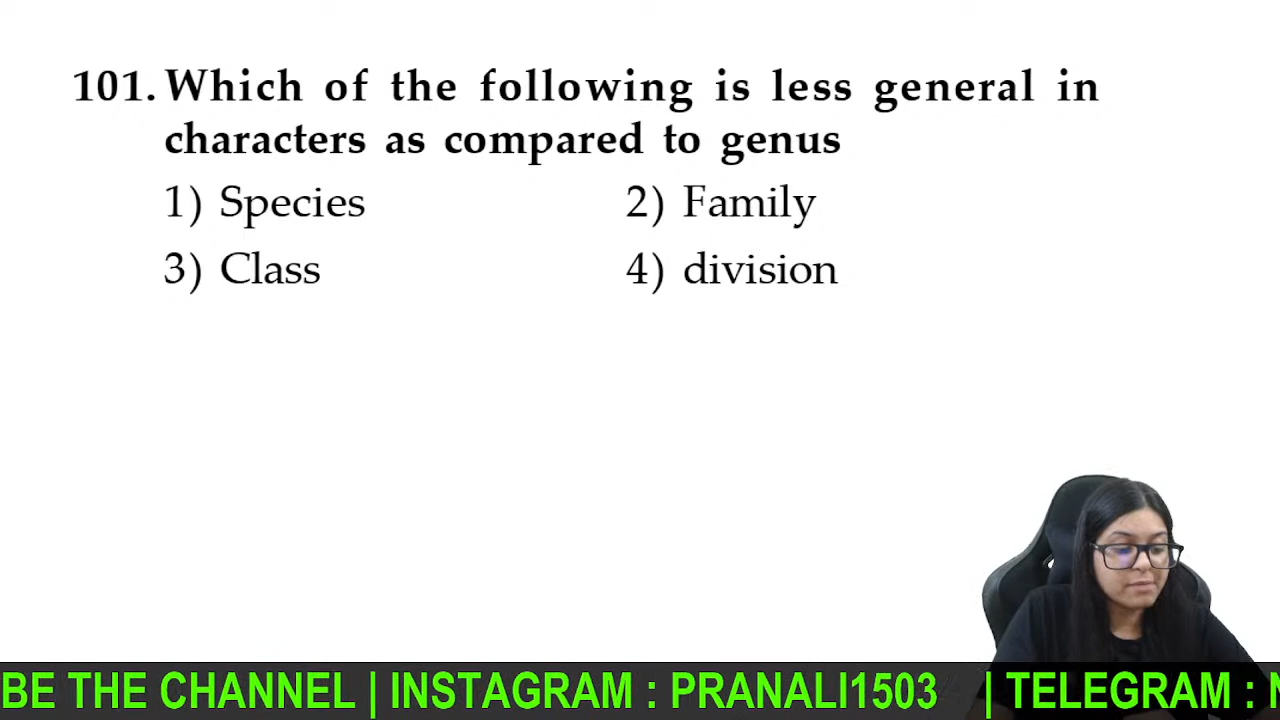 101. Which of the following is less general in
characters as compared to genus
1) Species 2) Family
3) Class 4) division
BE THE CHANNEL | INSTAGRAM : PRANALI1503 | TELEGRAM :